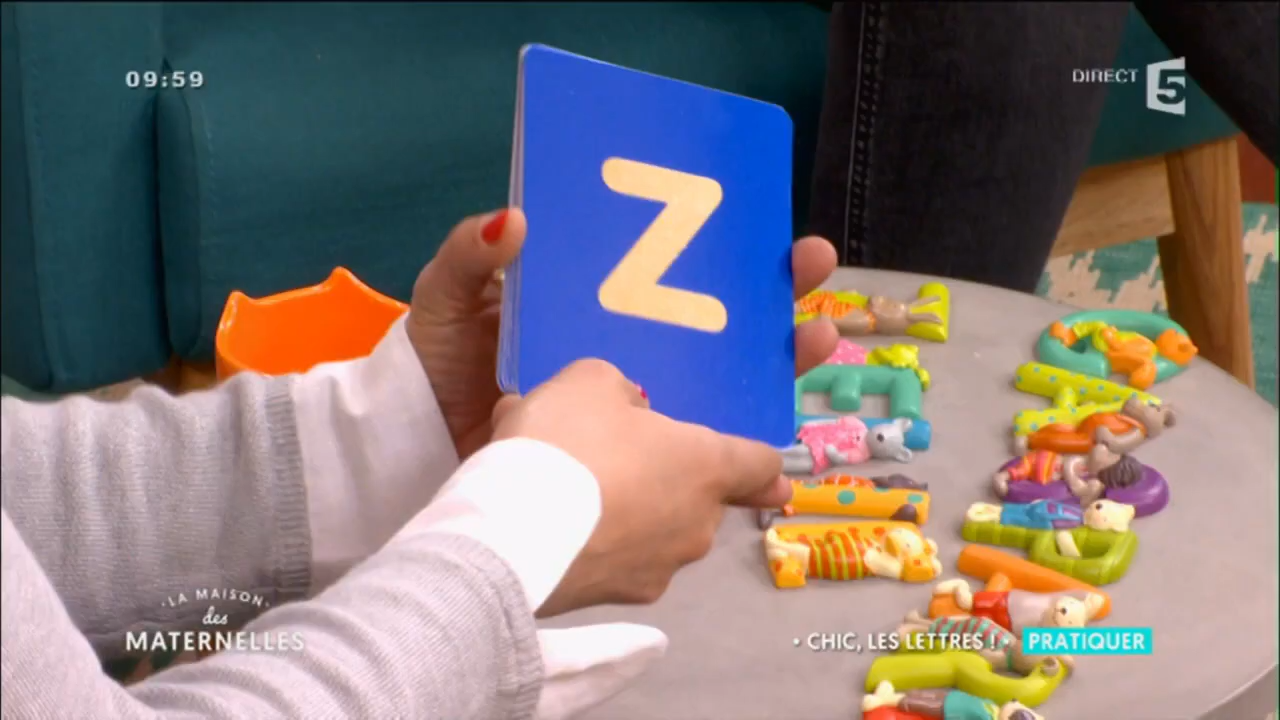 09:59
DIRECT 5
Z
·LA MAISON·
des
MATERNELLES
• CHIC, LES LETTRES ! • PRATIQUER